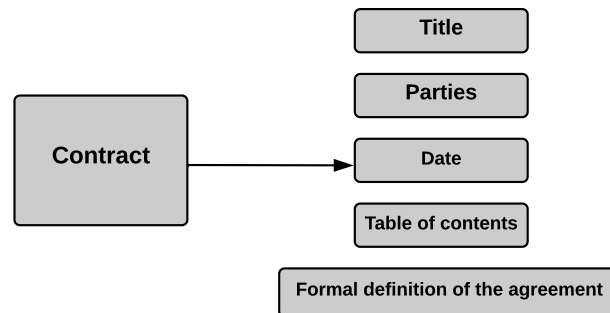 Title
Parties
Contract
Date
Table of contents
Formal definition of the agreement